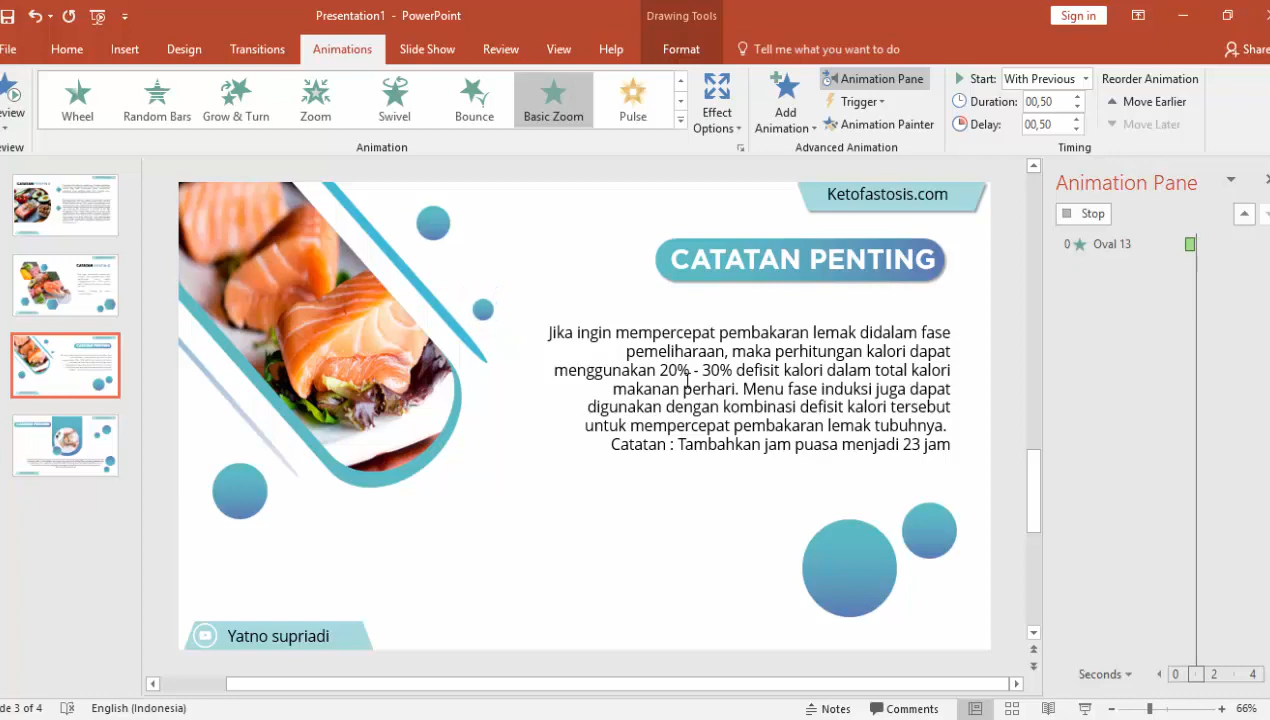 Presentation1 - PowerPoint
Drawing Tools
Sign in
File
Home
Insert
Design
Transitions
Animations
Slide Show
Review
View
Help
Format
Tell me what you want to do
Share
Wheel
Random Bars
Grow & Turn
Zoom
Swivel
Bounce
Basic Zoom
Pulse
Effect
Options
Add
Animation
Animation Pane
Trigger
Animation Painter
Start: With Previous
Duration: 00,50
Delay: 00,50
Reorder Animation
Move Earlier
Move Later
Animation
Advanced Animation
Timing
Ketofastosis.com
CATATAN PENTING
Jika ingin mempercepat pembakaran lemak didalam fase
pemeliharaan, maka perhitungan kalori dapat
menggunakan 20% - 30% defisit kalori dalam total kalori
makanan perhari. Menu fase induksi juga dapat
digunakan dengan kombinasi defisit kalori tersebut
untuk mempercepat pembakaran lemak tubuhnya.
Catatan : Tambahkan jam puasa menjadi 23 jam
Yatno supriadi
Animation Pane
Stop
0 Oval 13
Seconds
0 2 4
de 3 of 4
English (Indonesia)
Notes
Comments
66%